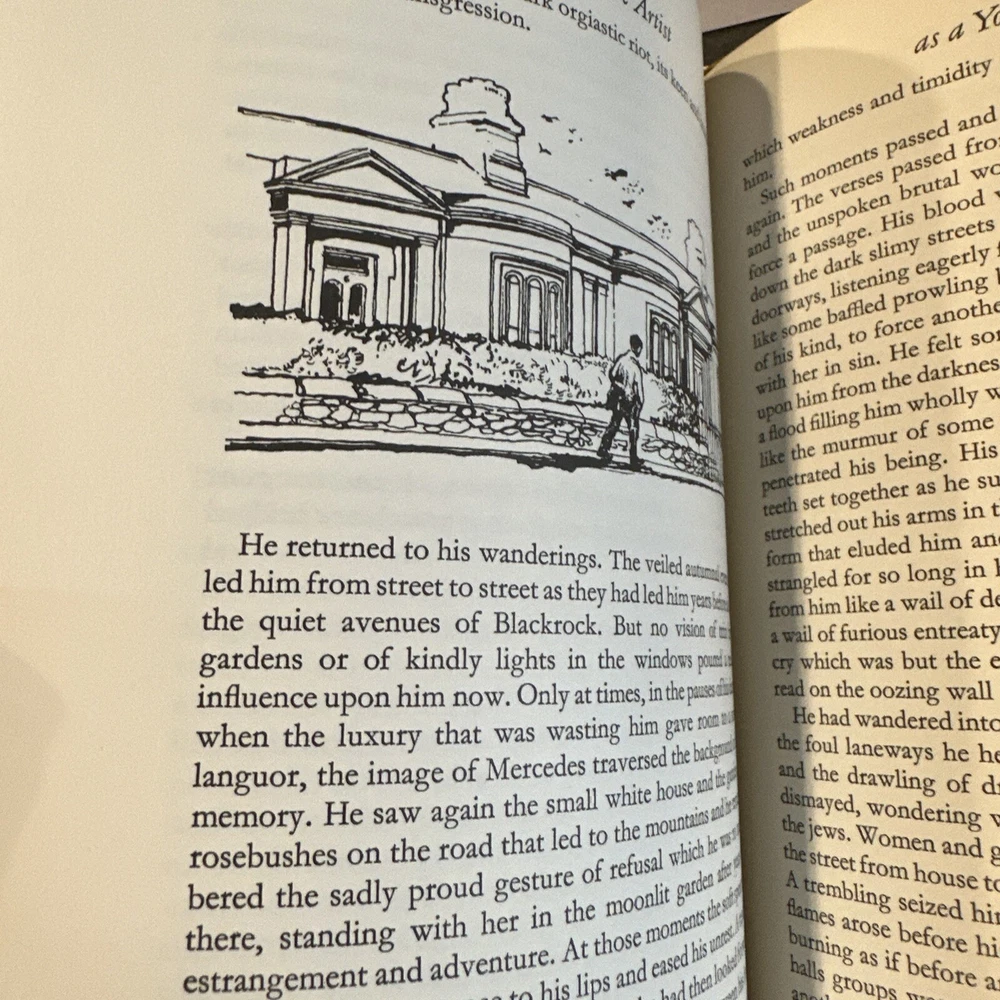 Artist
nsgression.
rk orgiastic riot, its keen
He returned to his wanderings. The veiled autumnal
led him from street to street as they had led him years before
the quiet avenues of Blackrock. But no vision of
gardens or of kindly lights in the windows poured a
influence upon him now. Only at times, in the pauses of his
when the luxury that was wasting him gave room to a
languor, the image of Mercedes traversed the background
memory. He saw again the small white house and the
rosebushes on the road that led to the mountains and he
bered the sadly proud gesture of refusal which he was
there, standing with her in the moonlit garden after
estrangement and adventure. At those moments the soft
to his lips and eased his unrest.
had then looked
as a Yo
which weakness and timidity
him.
Such moments passed and
again. The verses passed fro
and the unspoken brutal wo
force a passage. His blood
down the dark slimy streets
doorways, listening eagerly
like some baffled prowling
of his kind, to force anothe
with her in sin. He felt so
upon him from the darknes
a flood filling him wholly w
like the murmur of some
penetrated his being. His
teeth set together as he su
stretched out his arms in t
form that eluded him an
strangled for so long in h
from him like a wail of de
a wail of furious entreaty
cry which was but the e
read on the oozing wall
He had wandered into
the foul laneways he he
and the drawling of d
dismayed, wondering w
the jews. Women and g
the street from house to
A trembling seized hi
flames arose before hi
burning as if before a
halls groups